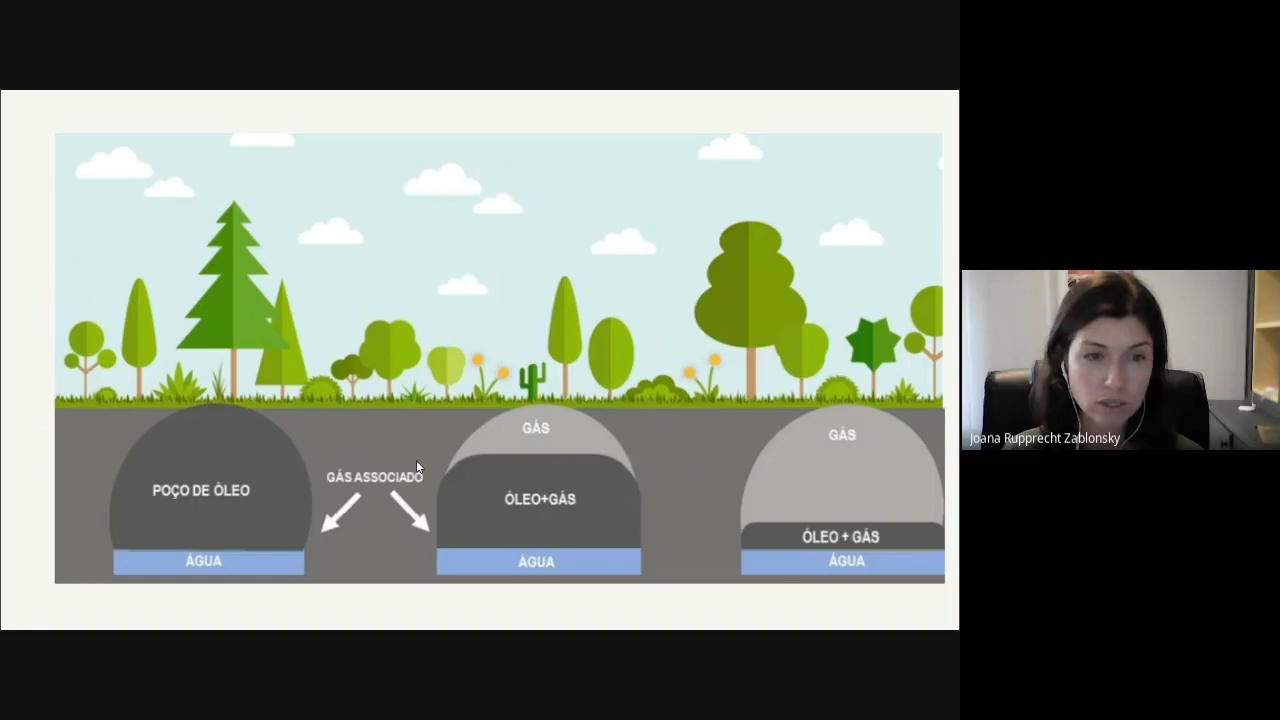 GÁS
GÁS
GÁS ASSOCIADO
POÇO DE ÓLEO
ÓLEO+GÁS
ÓLEO + GÁS
ÁGUA
ÁGUA
ÁGUA
Joana Rupprecht Zablonsky